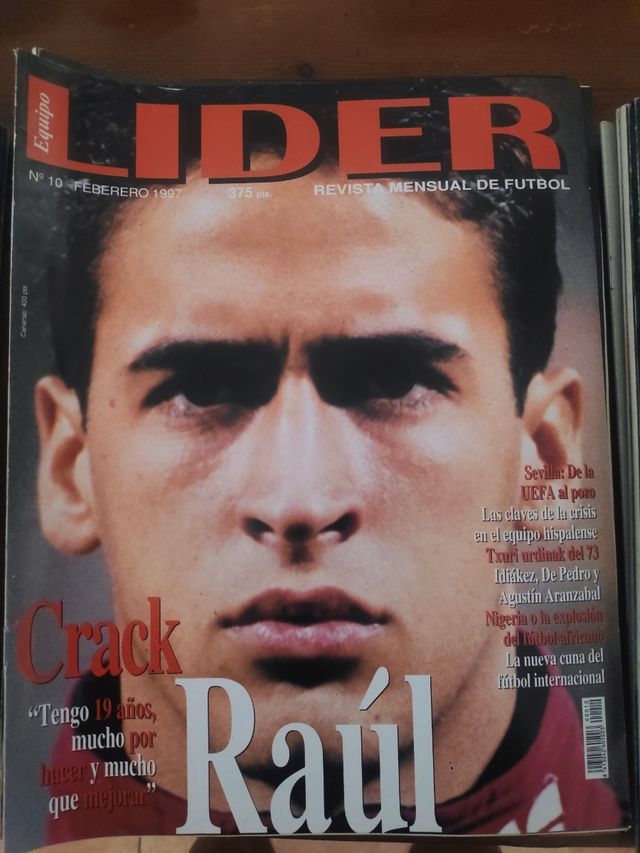 Equipo
LIDER
Nº 10 FEBERERO 1997 375 pts. REVISTA MENSUAL DE FUTBOL
Canarias: 400 pts
Sevilla: De la
UEFA al pozo
Las claves de la crisis
en el equipo hispalense
Txuri urdinak del 73
Idiákez, De Pedro y
Agustín Aranzabal
Nigeria o la explosión
del fútbol africano
La nueva cuna del
fútbol internacional
Crack
"Tengo 19 años,
mucho por
hacer y mucho
que mejorar"
Raúl